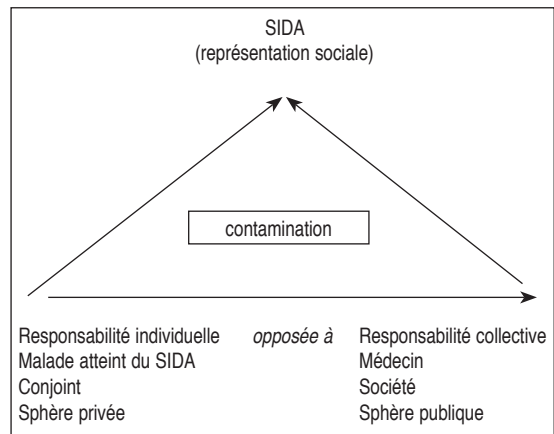 SIDA
(représentation sociale)
contamination
Responsabilité individuelle opposée à Responsabilité collective
Malade atteint du SIDA Médecin
Conjoint Société
Sphère privée Sphère publique